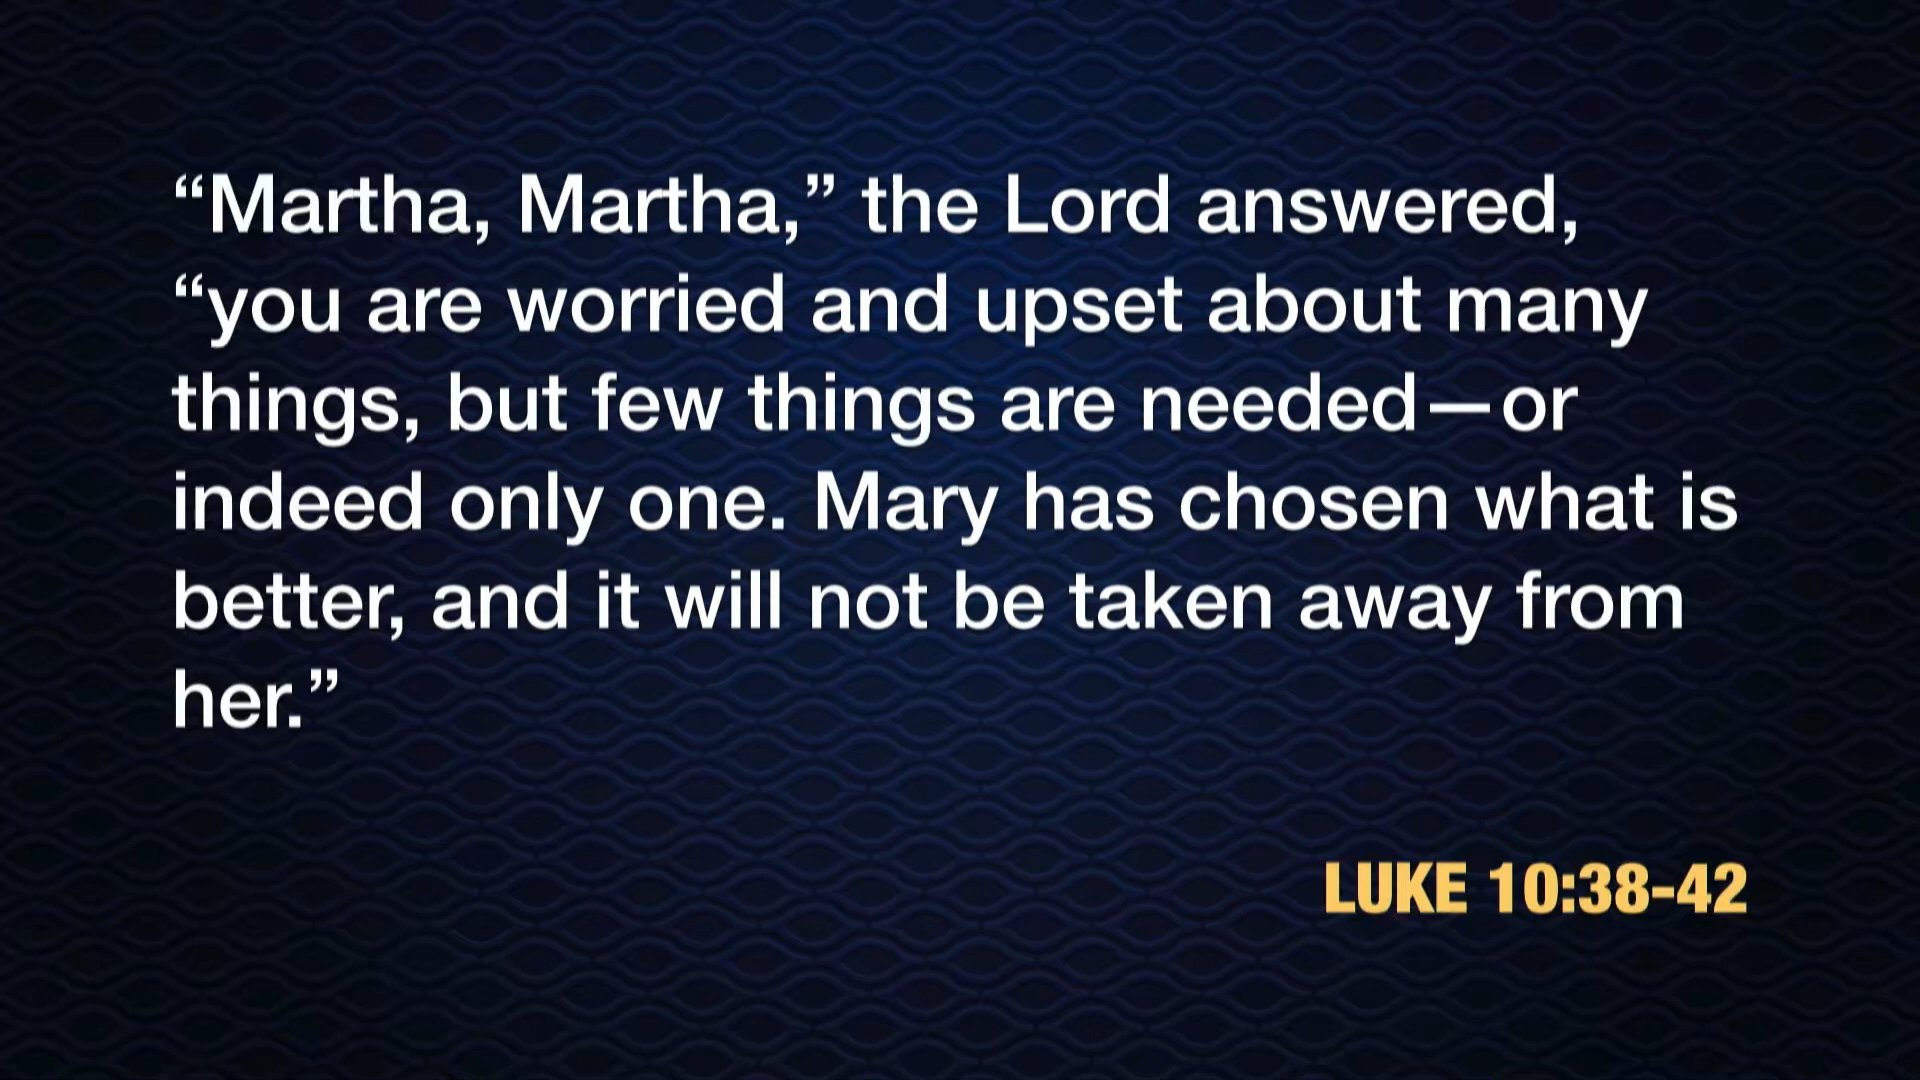 “Martha, Martha,” the Lord answered,
“you are worried and upset about many
things, but few things are needed—or
indeed only one. Mary has chosen what is
better, and it will not be taken away from
her.”
LUKE 10:38-42